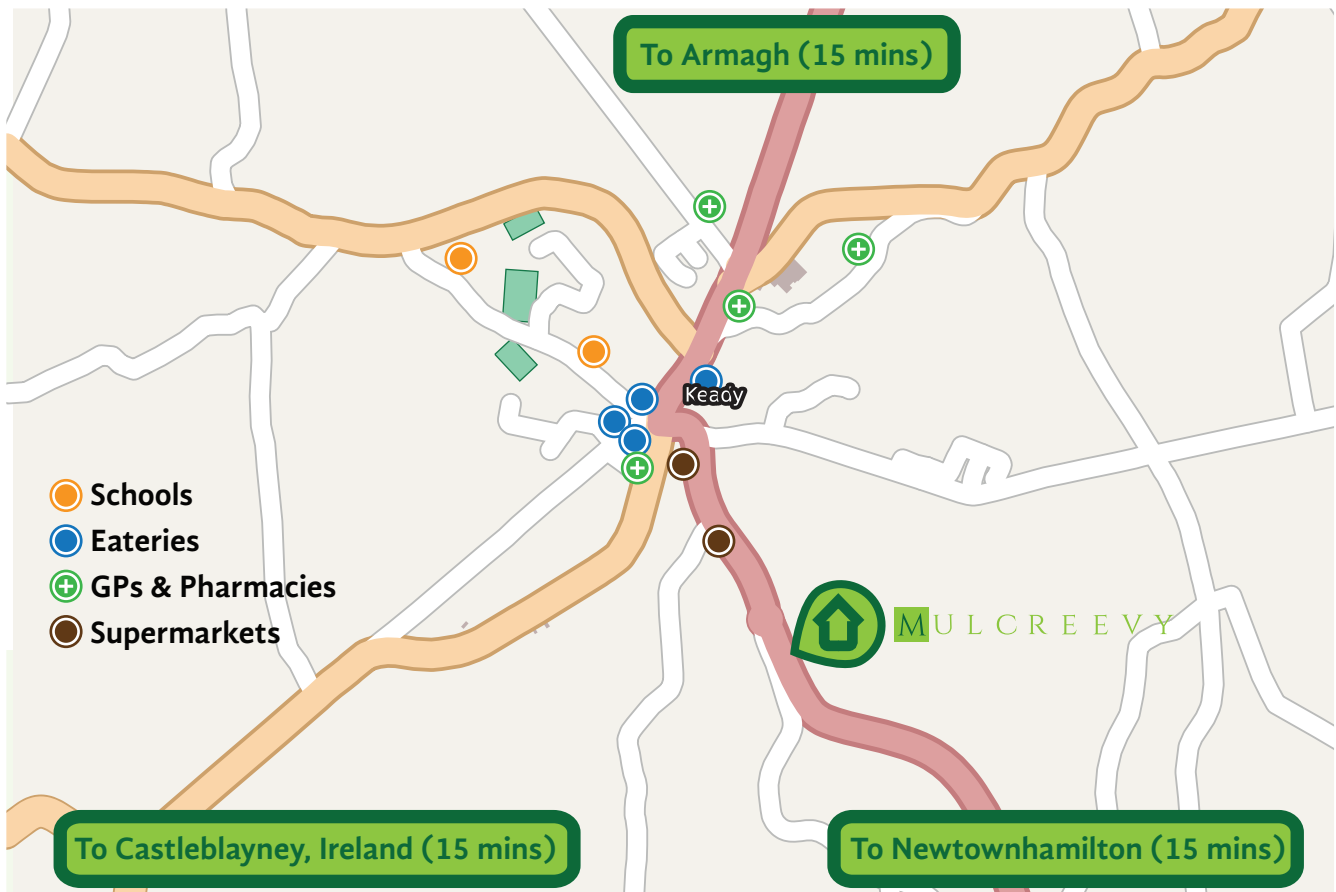 To Armagh (15 mins)
Keady
Schools
Eateries
GPs & Pharmacies
Supermarkets
MULCREEVY
To Castleblayney, Ireland (15 mins)
To Newtownhamilton (15 mins)